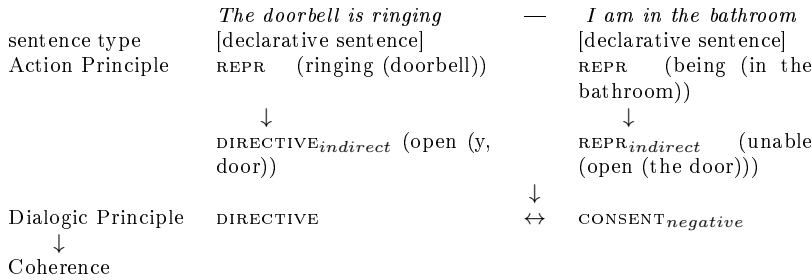 The doorbell is ringing — I am in the bathroom
sentence type [declarative sentence] [declarative sentence]
Action Principle REPR (ringing (doorbell)) REPR (being (in the
bathroom))
↓ ↓
DIRECTIVEindirect (open (y, REPRindirect (unable
door)) (open (the door)))
↓
Dialogic Principle DIRECTIVE ↔ CONSENTnegative
↓
Coherence